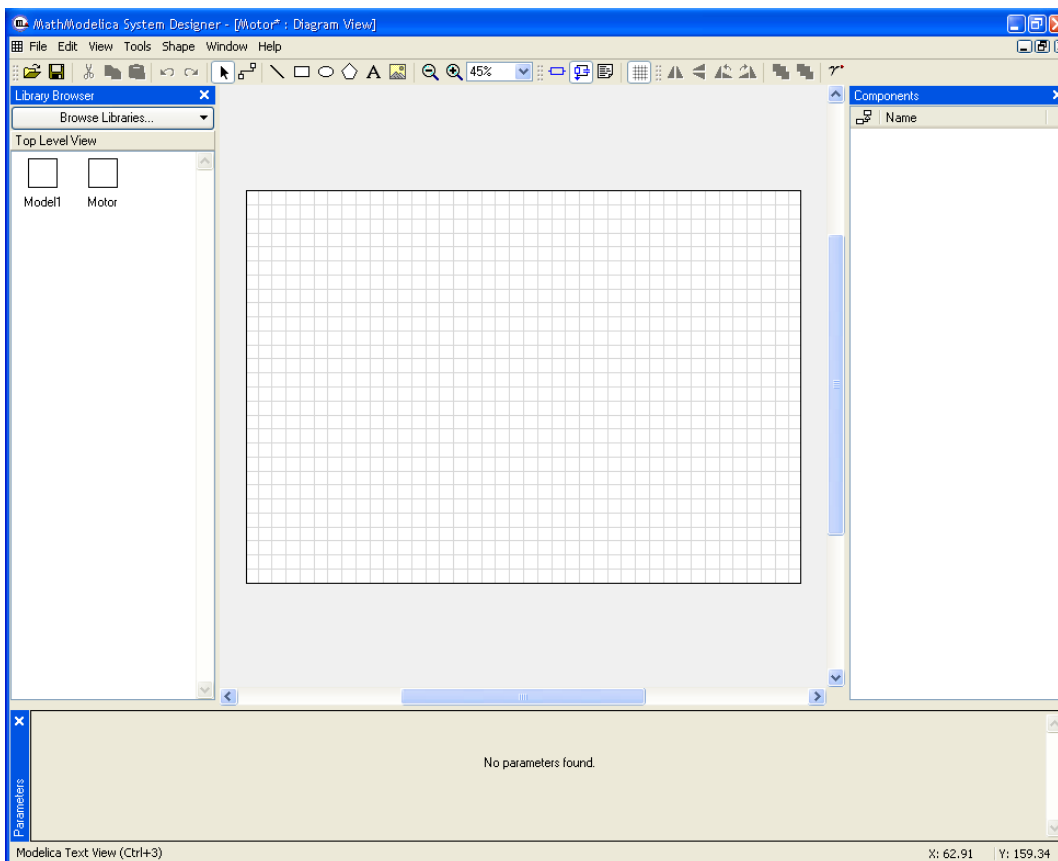 MathModelica System Designer - [Motor* : Diagram View]
File Edit View Tools Shape Window Help
45%
Library Browser
Browse Libraries...
Top Level View
Model1 Motor
Components
Name
No parameters found.
Parameters
Modelica Text View (Ctrl+3)
X: 62.91 Y: 159.34